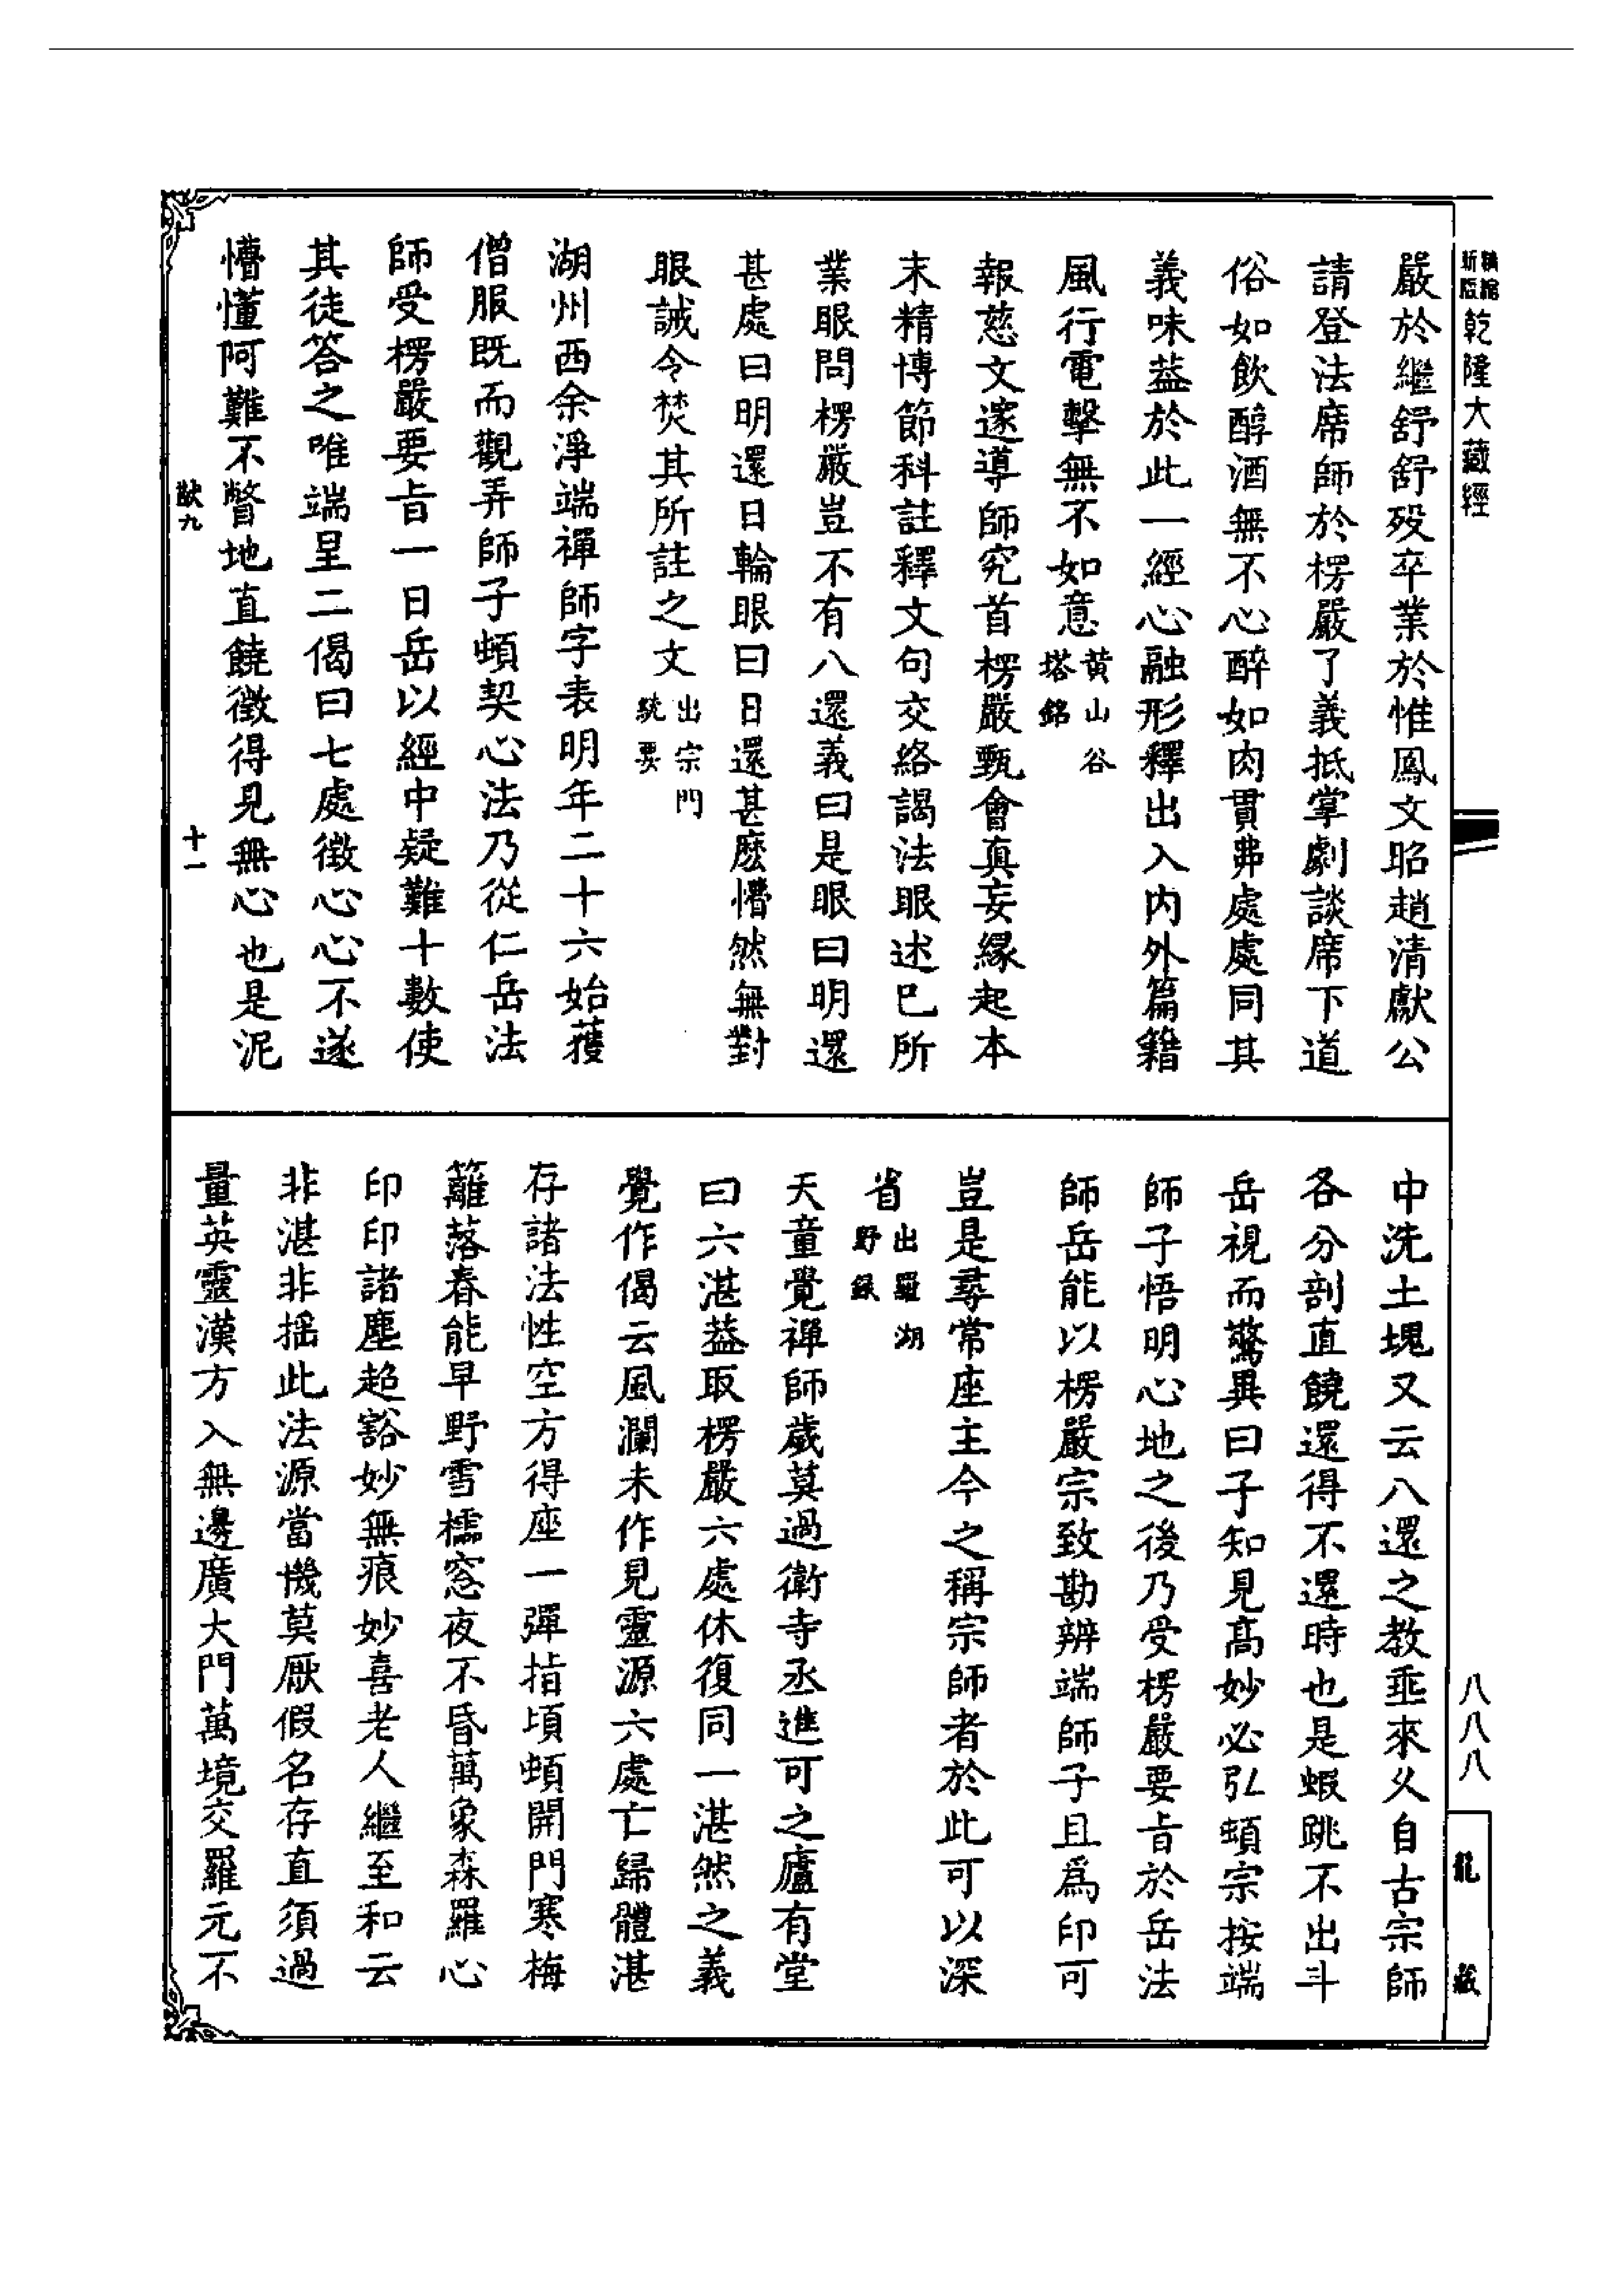 乾隆大藏經
嚴於繼舒舒歿卒業於惟鳳文昭趙清獻公
請登法席師於楞嚴了義抵掌劇談席下道
俗如飲醇酒無不心醉如肉貫弗處處同其
義味葢於此一經心融形釋出入內外篇籍
風行電擊無不如意黃山谷塔銘
報慈文邃導師究首楞嚴甄會真妄緣起本
末精博節科註釋文句交絡謁法眼述已所
業眼問楞嚴豈不有八還義曰是眼曰明還
甚處曰明還日輪眼曰日還甚麽懵然無對
眼誡令焚其所註之文出宗門統要
湖州西余淨端禪師字表明年二十六始獲
僧服既而觀弄師子頓契心法乃從仁岳法
師受楞嚴要旨一日岳以經中疑難十數使
其徒答之唯端呈二偈曰七處徵心心不遂
懵懂阿難不瞥地直饒徵得見無心也是泥
獻九
十一
中洗土塊又云八還之教垂來久自古宗師
各分剖直饒還得不還時也是蝦跳不出斗
岳視而驚異曰子知見高妙必弘頓宗按端
師子悟明心地之後乃受楞嚴要旨於岳法
師岳能以楞嚴宗致勘辨端師子且爲印可
豈是尋常座主今之稱宗師者於此可以深
省出羅湖野錄
天童覺禪師歲莫過衛寺丞進可之廬有堂
曰六湛葢取楞嚴六處休復同一湛然之義
覺作偈云風瀾未作見靈源六處亡歸體湛
存諸法性空方得座一彈指頃頓開門寒梅
籬落春能早野雪櫺窓夜不昏萬象森羅心
印印諸塵超豁妙無痕妙喜老人繼至和云
非湛非搖此法源當機莫厭假名存直須過
量英靈漢方入無邊廣大門萬境交羅元不
八八八
龍藏